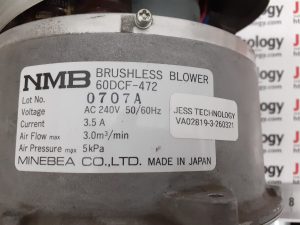 NMB BRUSHLESS BLOWER
60DCF-472
Lot No. 0707A
Voltage AC 240V 50/60Hz
Current 3.5 A
Air Flow max 3.0m³/min
Air Pressure max 5kPa
MINEBEA CO.,LTD. MADE IN JAPAN
JESS TECHNOLOGY
VA02819-3-260321